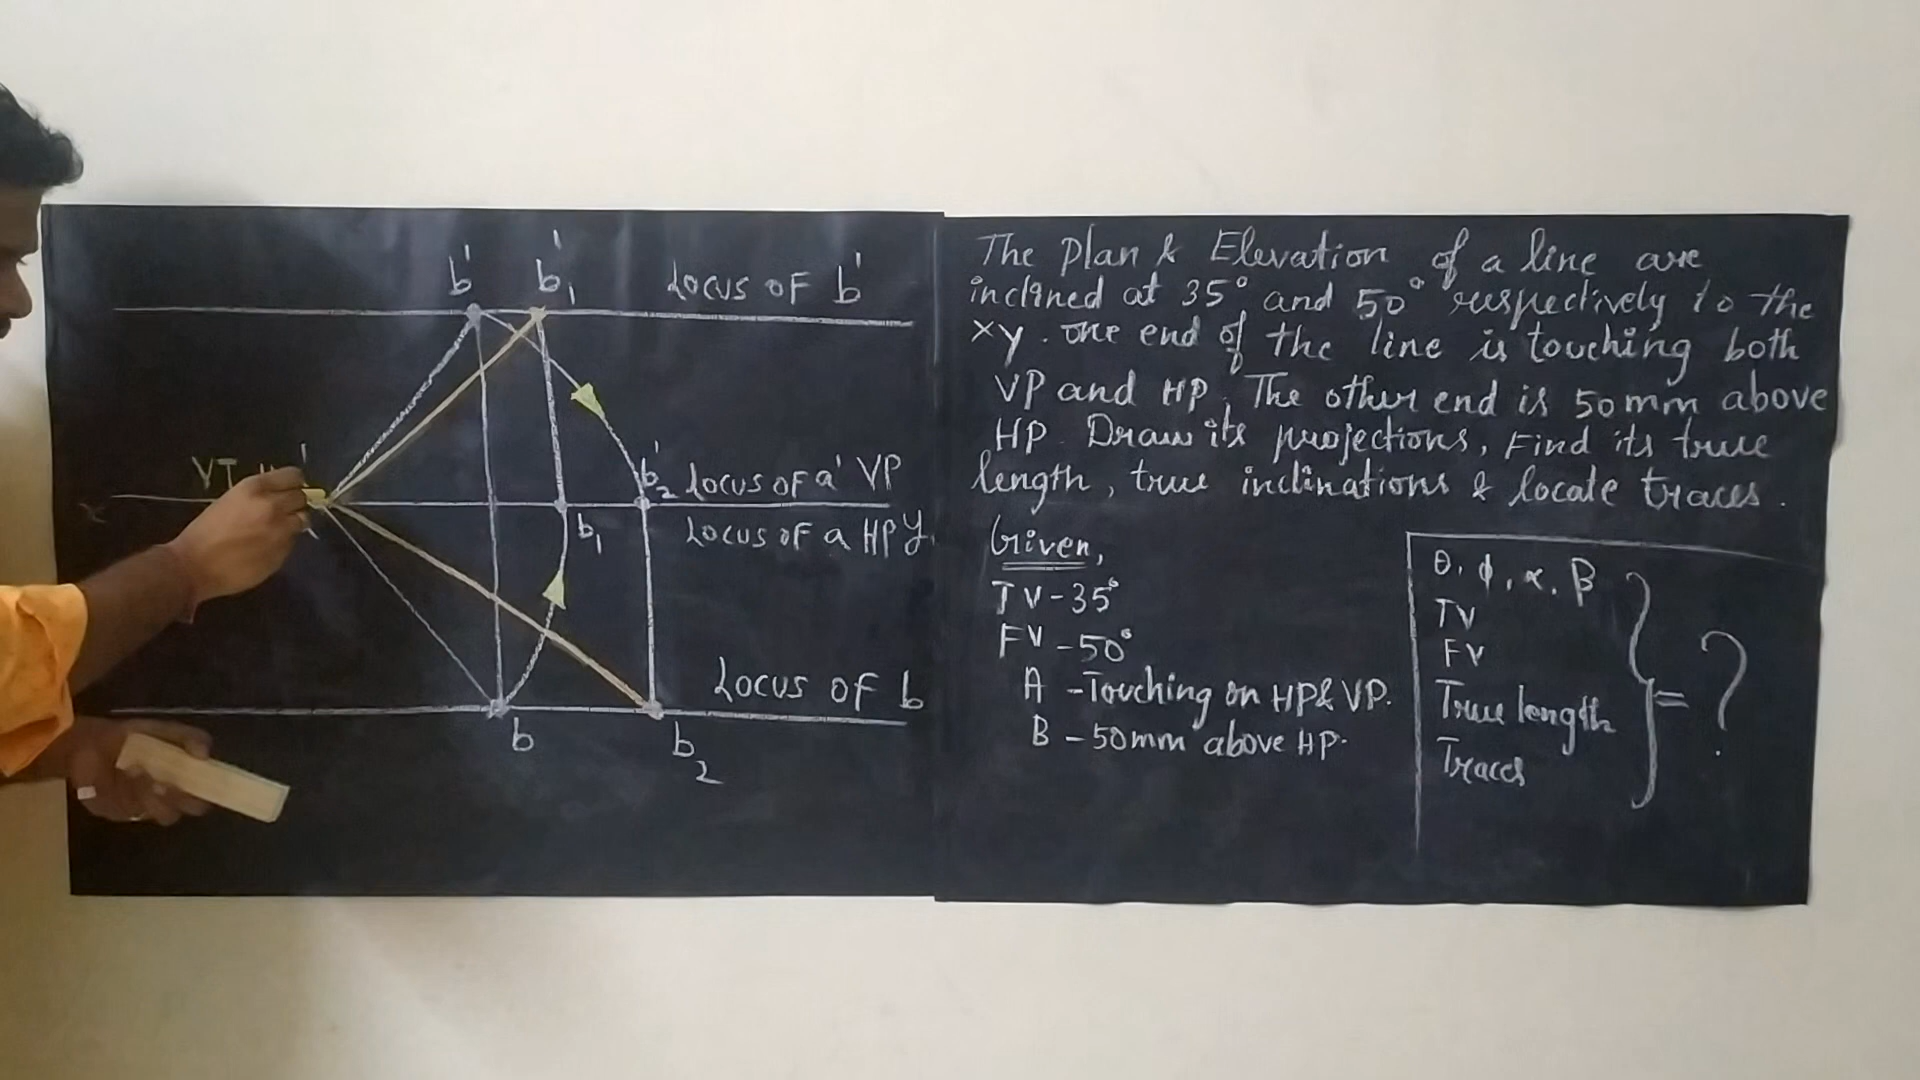 b' b₁' Locus of b'
VT
b₂' Locus of a' VP
x
b₁ Locus of a HP y
Locus of b
b b₂
The Plan & Elevation of a line are
inclined at 35° and 50° respectively to the
xy. one end of the line is touching both
VP and HP. The other end is 50mm above
HP. Draw its projections, Find its true
length, true inclinations & locate traces.
Given,
TV-35°
FV-50°
A -Touching on HP& VP.
B -50mm above HP.
θ, ϕ, α, β
TV
FV
True length
Traces
= ?